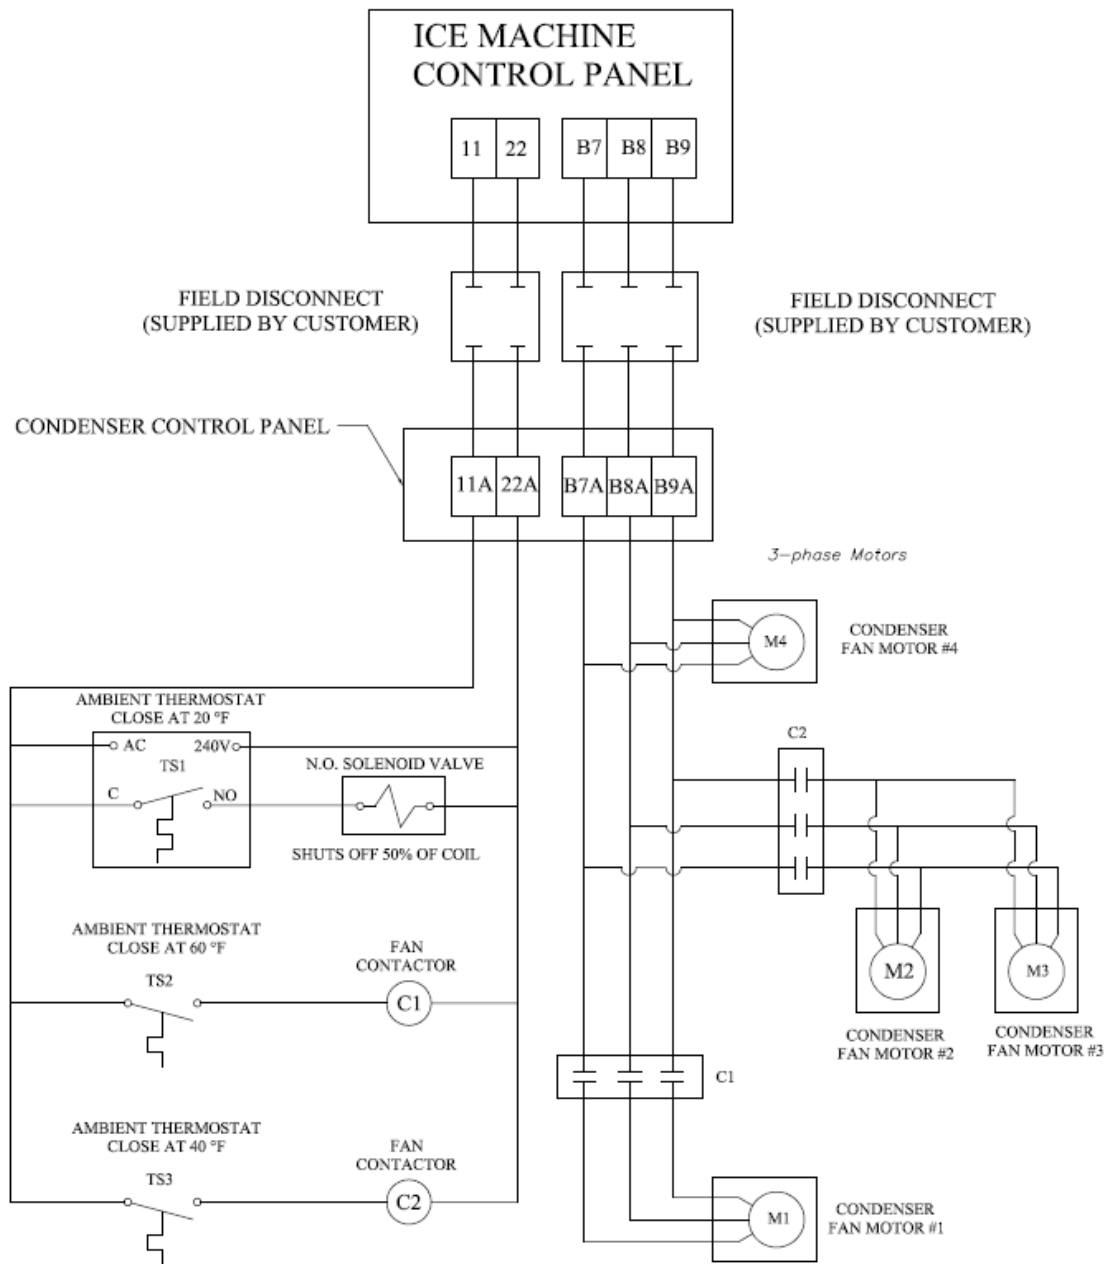 ICE MACHINE
CONTROL PANEL
11 22 B7 B8 B9
FIELD DISCONNECT
(SUPPLIED BY CUSTOMER)
FIELD DISCONNECT
(SUPPLIED BY CUSTOMER)
CONDENSER CONTROL PANEL
11A 22A B7A B8A B9A
3-phase Motors
M4
CONDENSER
FAN MOTOR #4
AMBIENT THERMOSTAT
CLOSE AT 20 °F
AC 240V
TS1
C NO
N.O. SOLENOID VALVE
SHUTS OFF 50% OF COIL
C2
M2
M3
CONDENSER
FAN MOTOR #2
CONDENSER
FAN MOTOR #3
AMBIENT THERMOSTAT
CLOSE AT 60 °F
TS2
FAN
CONTACTOR
C1
C1
AMBIENT THERMOSTAT
CLOSE AT 40 °F
TS3
FAN
CONTACTOR
C2
M1
CONDENSER
FAN MOTOR #1